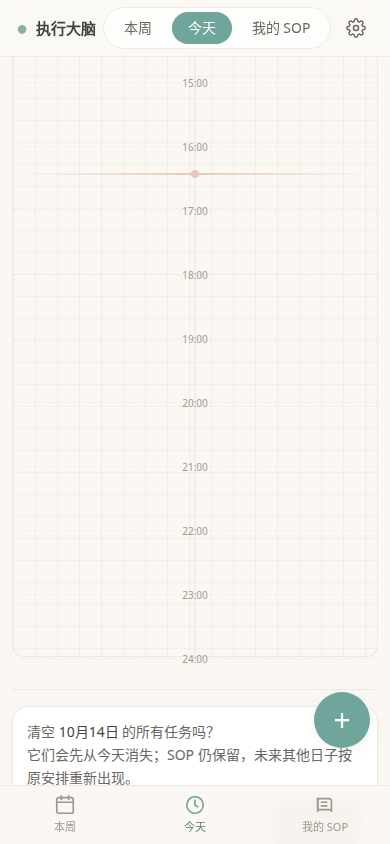 执行大脑
本周
今天
我的 SOP
15:00
16:00
17:00
18:00
19:00
20:00
21:00
22:00
23:00
24:00
清空 10月14日 的所有任务吗？
它们会先从今天消失；SOP 仍保留，未来其他日子按
原安排重新出现。
+
本周
今天
我的 SOP